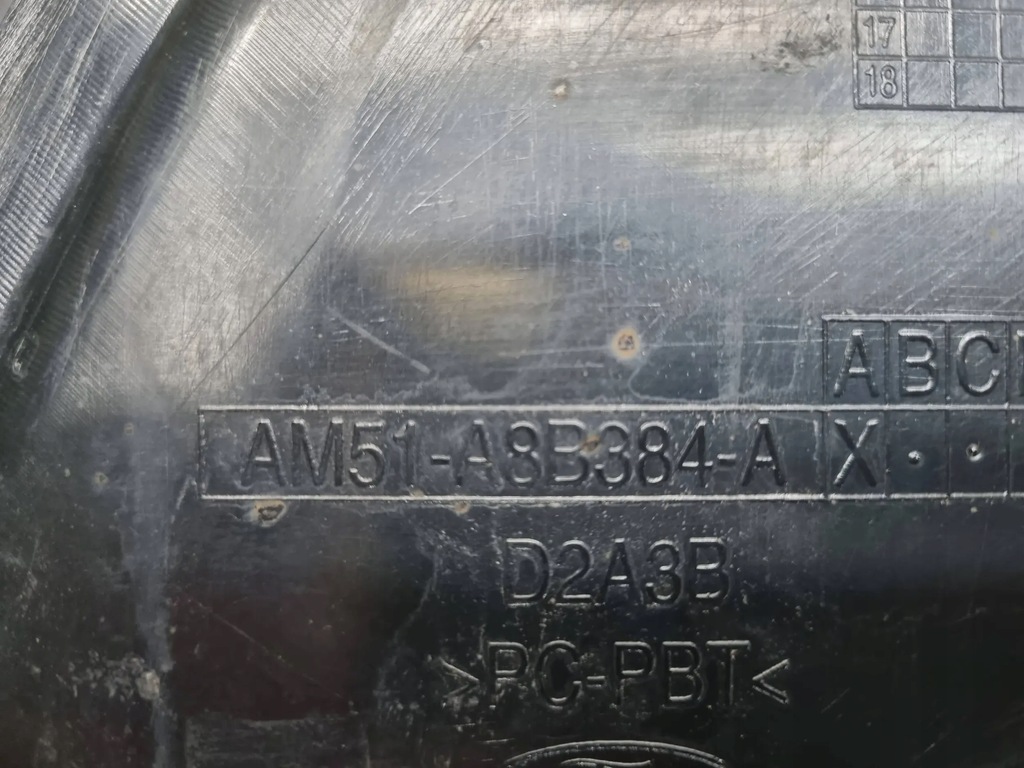 17
18
A B C
AM51-A8B384-A X . .
D2A3B
>PC-PBT<